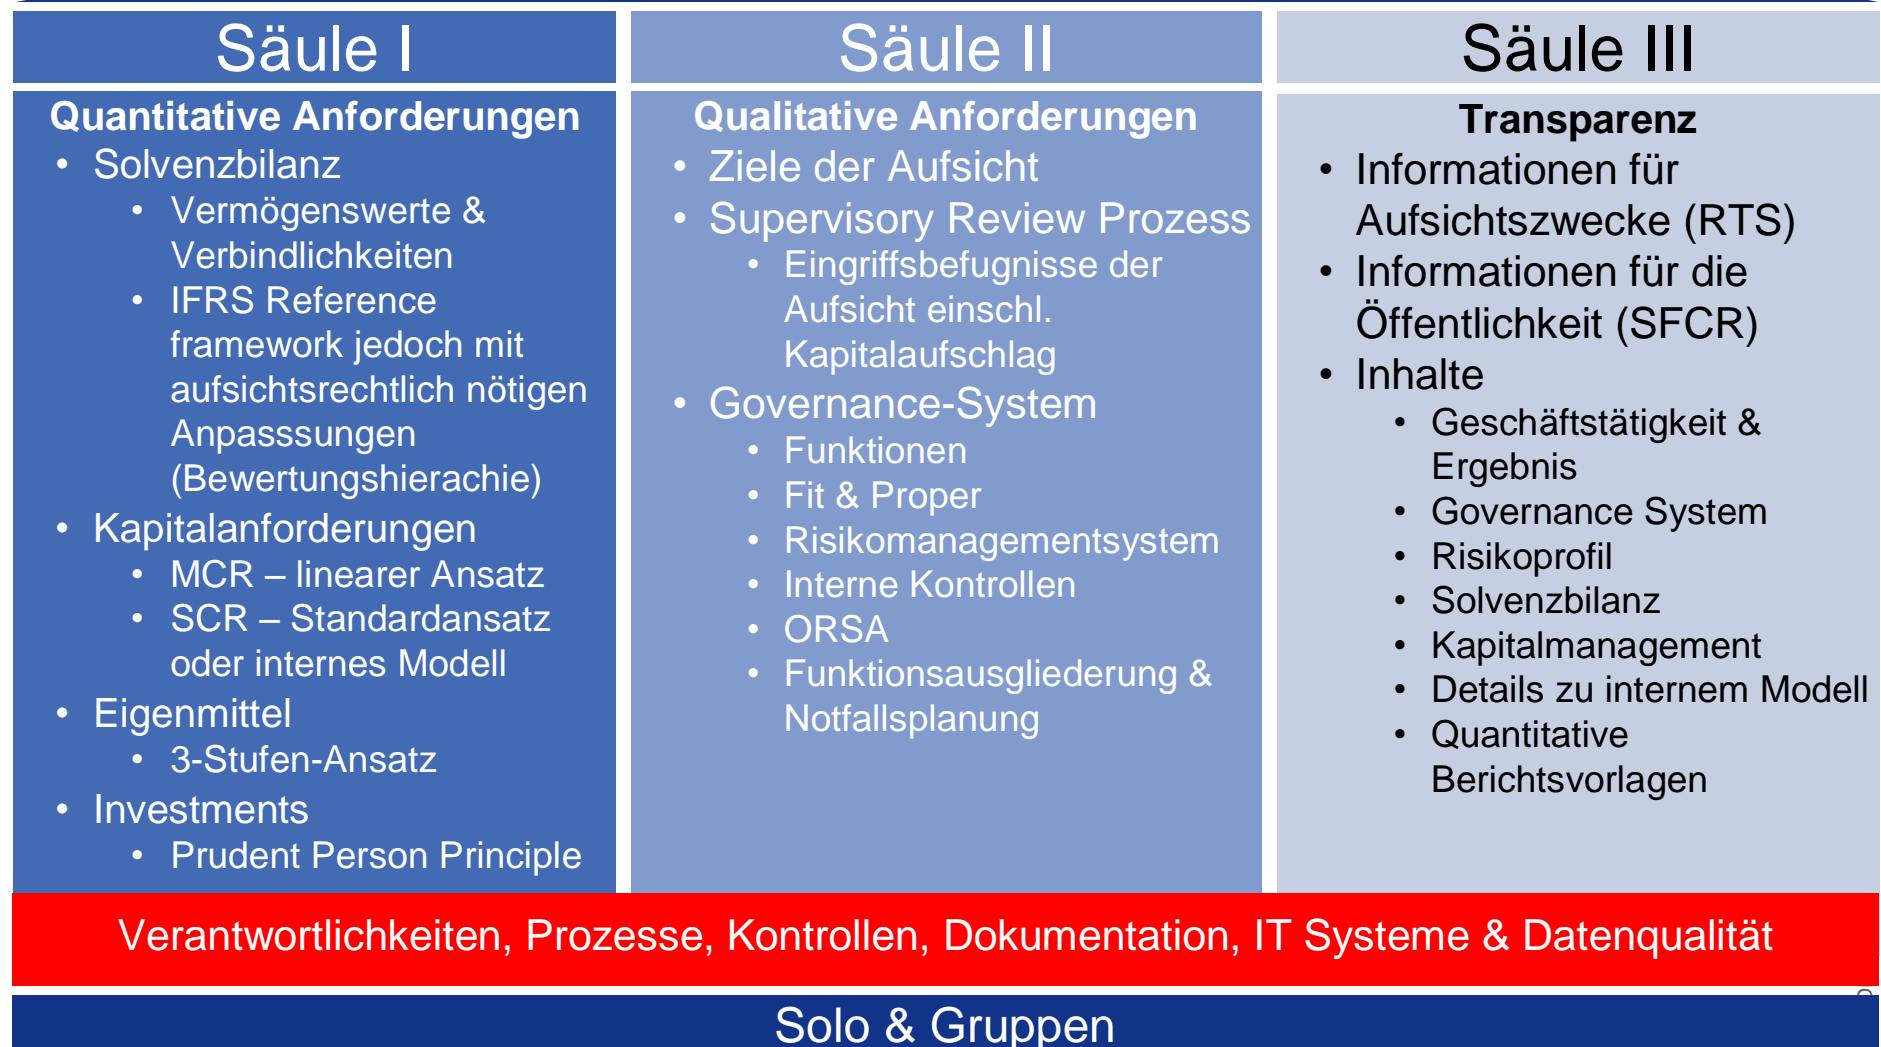 Säule I
Quantitative Anforderungen
• Solvenzbilanz
• Vermögenswerte &
Verbindlichkeiten
• IFRS Reference
framework jedoch mit
aufsichtsrechtlich nötigen
Anpasssungen
(Bewertungshierachie)
• Kapitalanforderungen
• MCR – linearer Ansatz
• SCR – Standardansatz
oder internes Modell
• Eigenmittel
• 3-Stufen-Ansatz
• Investments
• Prudent Person Principle
Säule II
Qualitative Anforderungen
• Ziele der Aufsicht
• Supervisory Review Prozess
• Eingriffsbefugnisse der
Aufsicht einschl.
Kapitalaufschlag
• Governance-System
• Funktionen
• Fit & Proper
• Risikomanagementsystem
• Interne Kontrollen
• ORSA
• Funktionsausgliederung &
Notfallsplanung
Säule III
Transparenz
• Informationen für
Aufsichtszwecke (RTS)
• Informationen für die
Öffentlichkeit (SFCR)
• Inhalte
• Geschäftstätigkeit &
Ergebnis
• Governance System
• Risikoprofil
• Solvenzbilanz
• Kapitalmanagement
• Details zu internem Modell
• Quantitative
Berichtsvorlagen
Verantwortlichkeiten, Prozesse, Kontrollen, Dokumentation, IT Systeme & Datenqualität
Solo & Gruppen